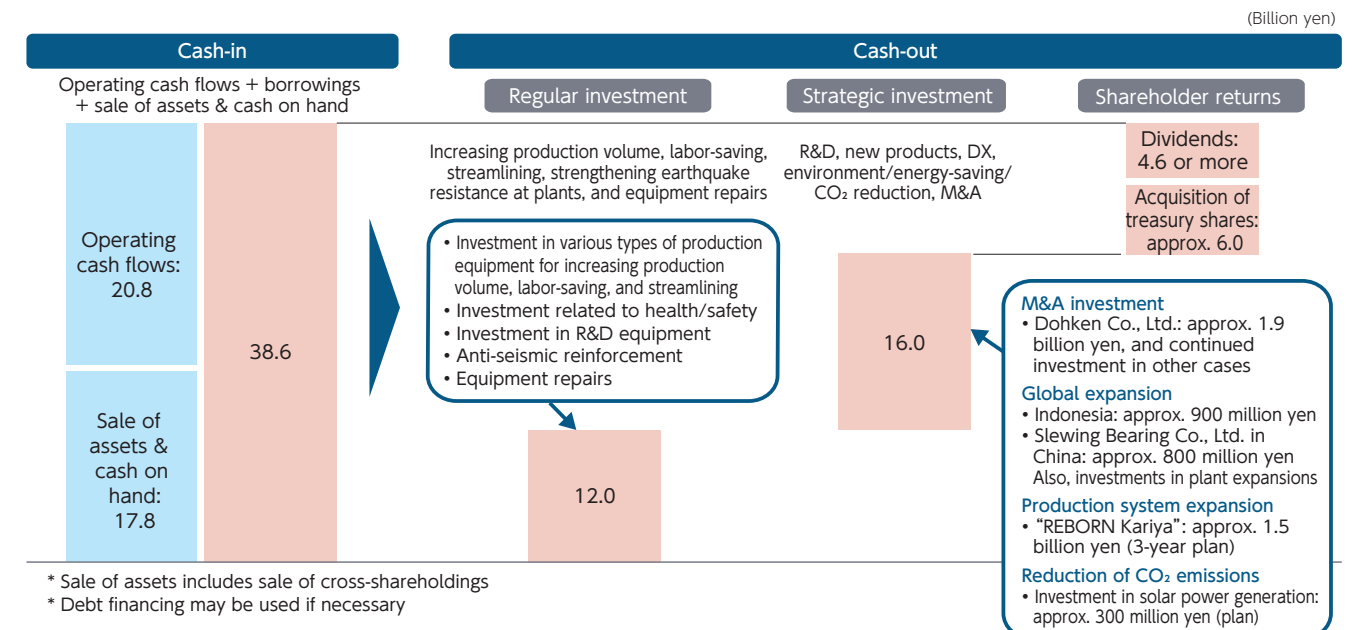 (Billion yen)
Cash-in
Operating cash flows + borrowings
+ sale of assets & cash on hand
Operating
cash flows:
20.8
Sale of
assets &
cash on
hand:
17.8
38.6
Cash-out
Regular investment
Increasing production volume, labor-saving,
streamlining, strengthening earthquake
resistance at plants, and equipment repairs
• Investment in various types of production
equipment for increasing production
volume, labor-saving, and streamlining
• Investment related to health/safety
• Investment in R&D equipment
• Anti-seismic reinforcement
• Equipment repairs
12.0
Strategic investment
R&D, new products, DX,
environment/energy-saving/
CO₂ reduction, M&A
16.0
Shareholder returns
Dividends:
4.6 or more
Acquisition of
treasury shares:
approx. 6.0
M&A investment
• Dohken Co., Ltd.: approx. 1.9
billion yen, and continued
investment in other cases
Global expansion
• Indonesia: approx. 900 million yen
• Slewing Bearing Co., Ltd. in
China: approx. 800 million yen
Also, investments in plant expansions
Production system expansion
• “REBORN Kariya”: approx. 1.5
billion yen (3-year plan)
Reduction of CO₂ emissions
• Investment in solar power generation:
approx. 300 million yen (plan)
* Sale of assets includes sale of cross-shareholdings
* Debt financing may be used if necessary